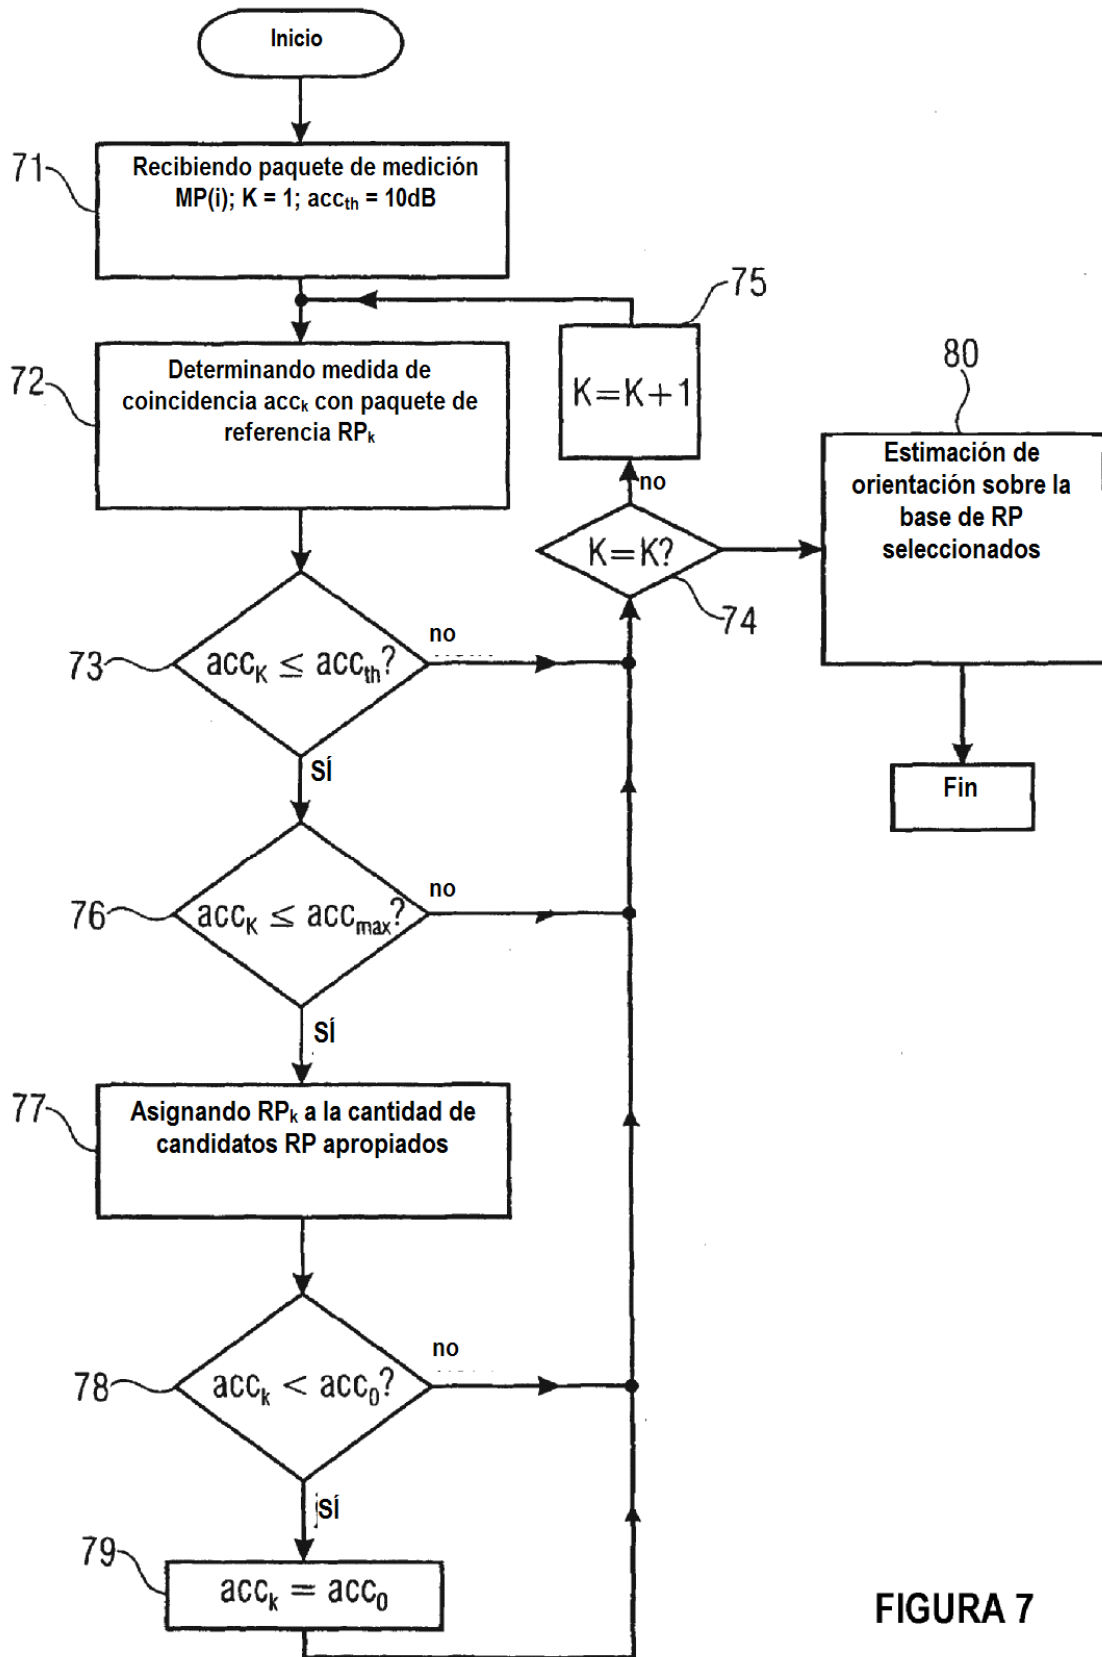 Inicio
71
Recibiendo paquete de medición
MP(i); K = 1; acc_th = 10dB
75
72
Determinando medida de
coincidencia acc_k con paquete de
referencia RP_k
K=K+1
80
Estimación de
orientación sobre la
base de RP
seleccionados
no
K=K?
74
73
acc_K ≤ acc_th?
no
SÍ
Fin
76
acc_K ≤ acc_max?
no
SÍ
77
Asignando RP_k a la cantidad de
candidatos RP apropiados
78
acc_k < acc_0?
no
SÍ
79
acc_k = acc_0
FIGURA 7